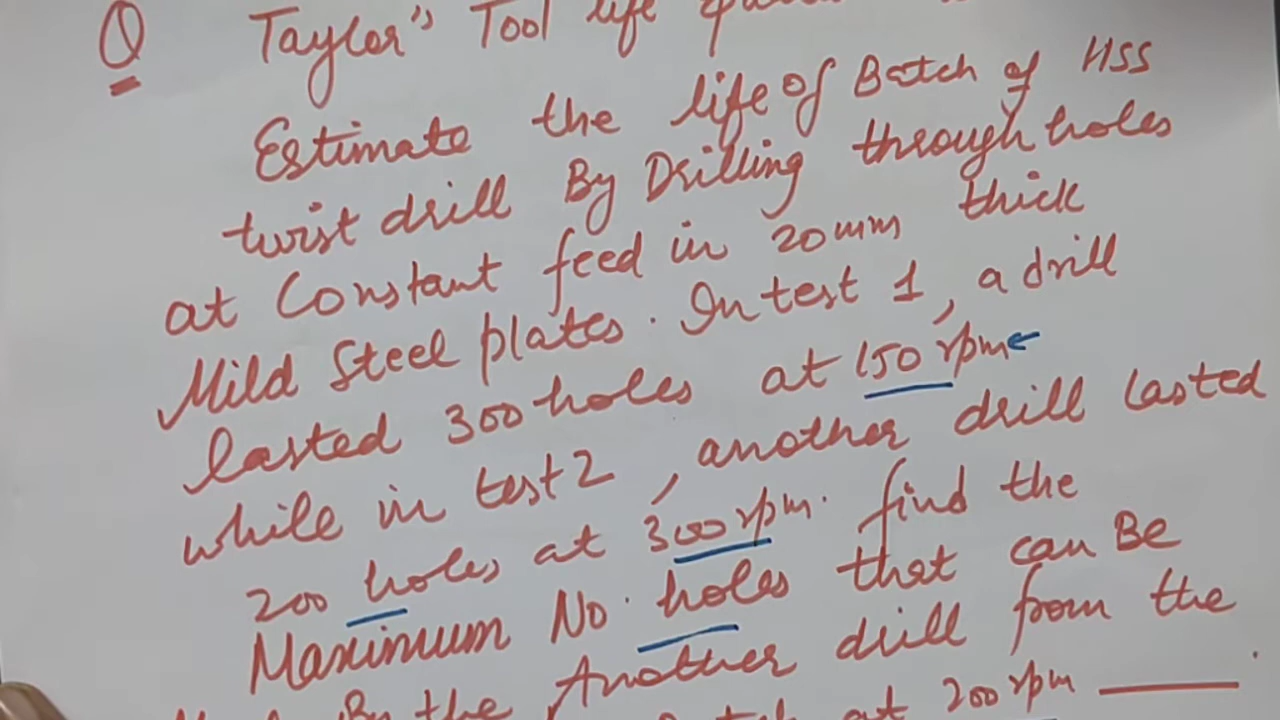 Q Taylor's Tool life
Estimate the life of Batch of HSS
twist drill By Drilling through holes
at Constant feed in 20mm thick
Mild Steel plates. In test 1, a drill
lasted 300 holes at 150 rpm
while in test 2, another drill lasted
200 holes at 300 rpm. find the
Maximum No. holes that can Be
By the Another drill from the
at 200 rpm